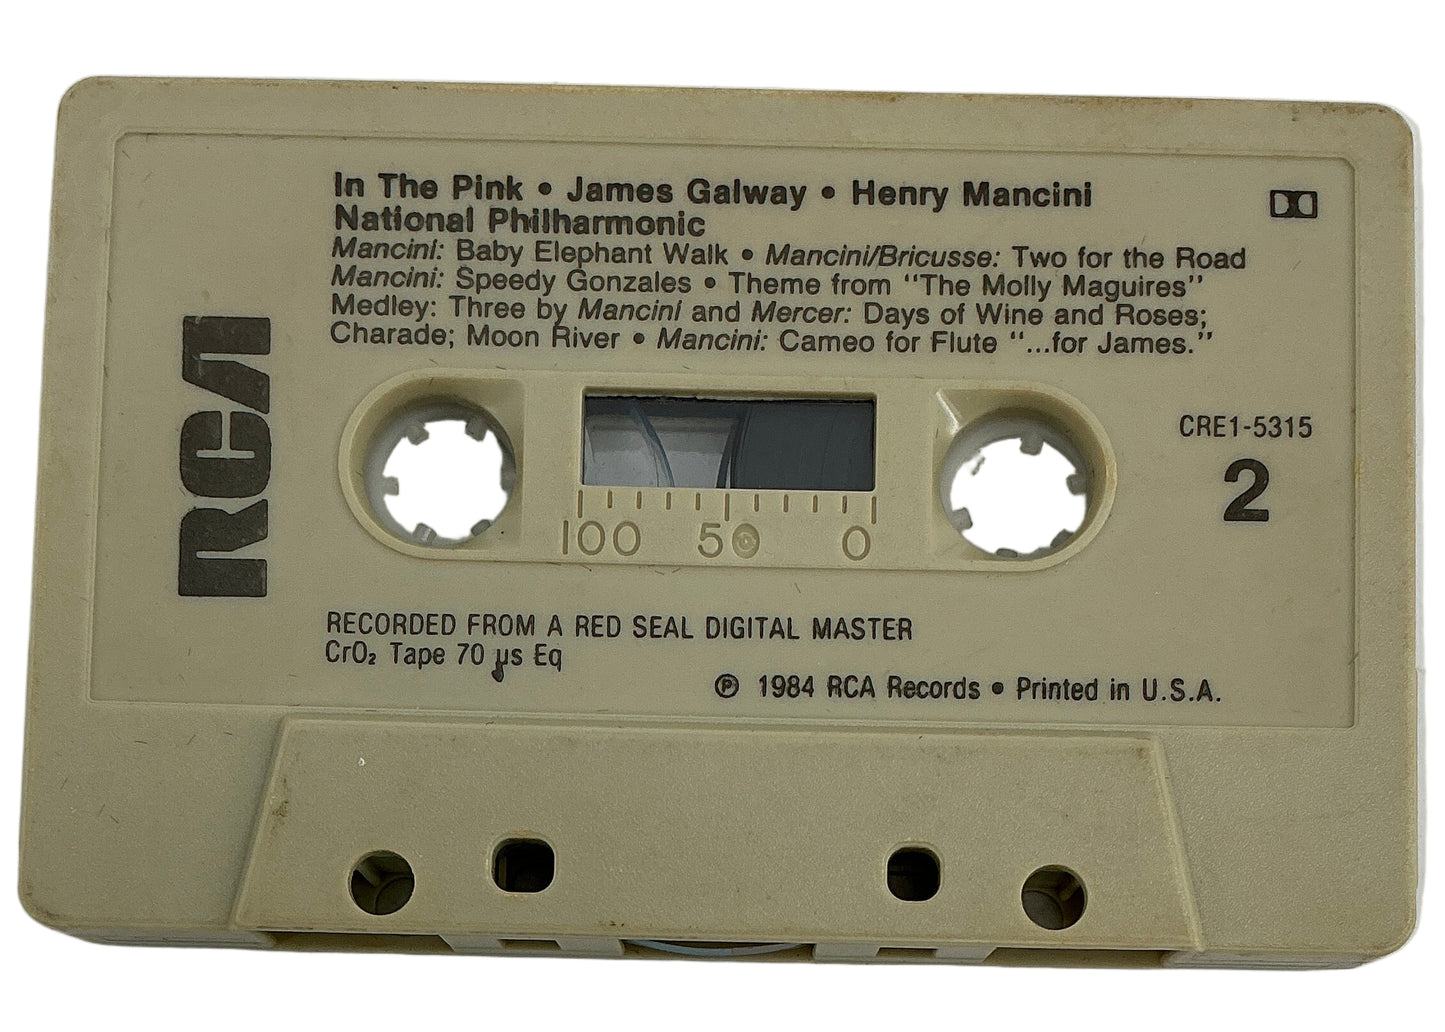 In The Pink • James Galway • Henry Mancini
National Philharmonic
Mancini: Baby Elephant Walk • Mancini/Bricusse: Two for the Road
Mancini: Speedy Gonzales • Theme from "The Molly Maguires"
Medley: Three by Mancini and Mercer: Days of Wine and Roses;
Charade; Moon River • Mancini: Cameo for Flute "...for James."
RCA
CRE1-5315
2
100 50 0
RECORDED FROM A RED SEAL DIGITAL MASTER
CrO₂ Tape 70 µs Eq
℗ 1984 RCA Records • Printed in U.S.A.